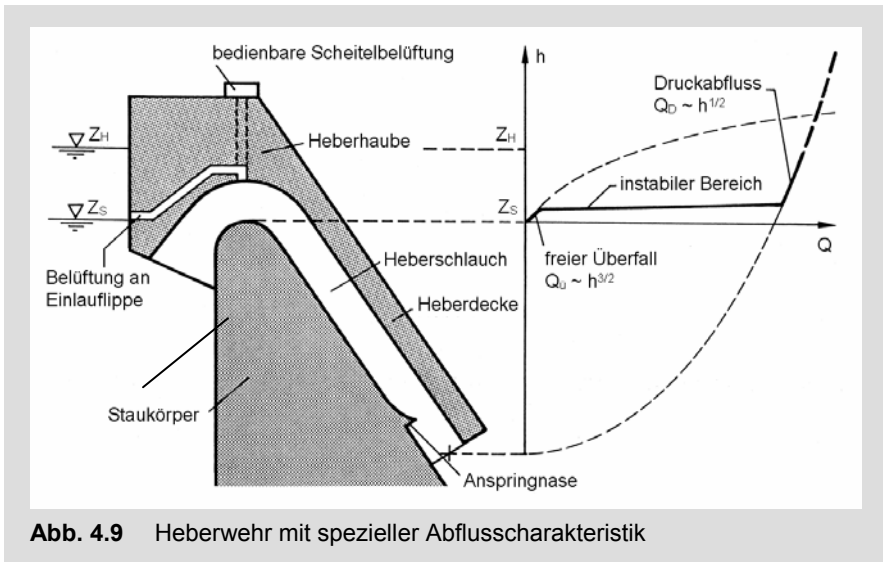 bedienbare Scheitelbelüftung
h
Druckabfluss
Q_D ~ h^1/2
Z_H
Heberhaube
Z_H
instabiler Bereich
Z_S
Z_S
Q
Belüftung an
Einlauflippe
Heberschlauch
freier Überfall
Q_ü ~ h^3/2
Heberdecke
Staukörper
Anspringnase
Abb. 4.9 Heberwehr mit spezieller Abflusscharakteristik